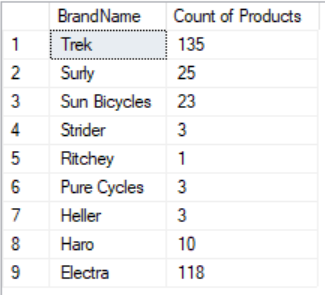 BrandName Count of Products
1 Trek 135
2 Surly 25
3 Sun Bicycles 23
4 Strider 3
5 Ritchey 1
6 Pure Cycles 3
7 Heller 3
8 Haro 10
9 Electra 118